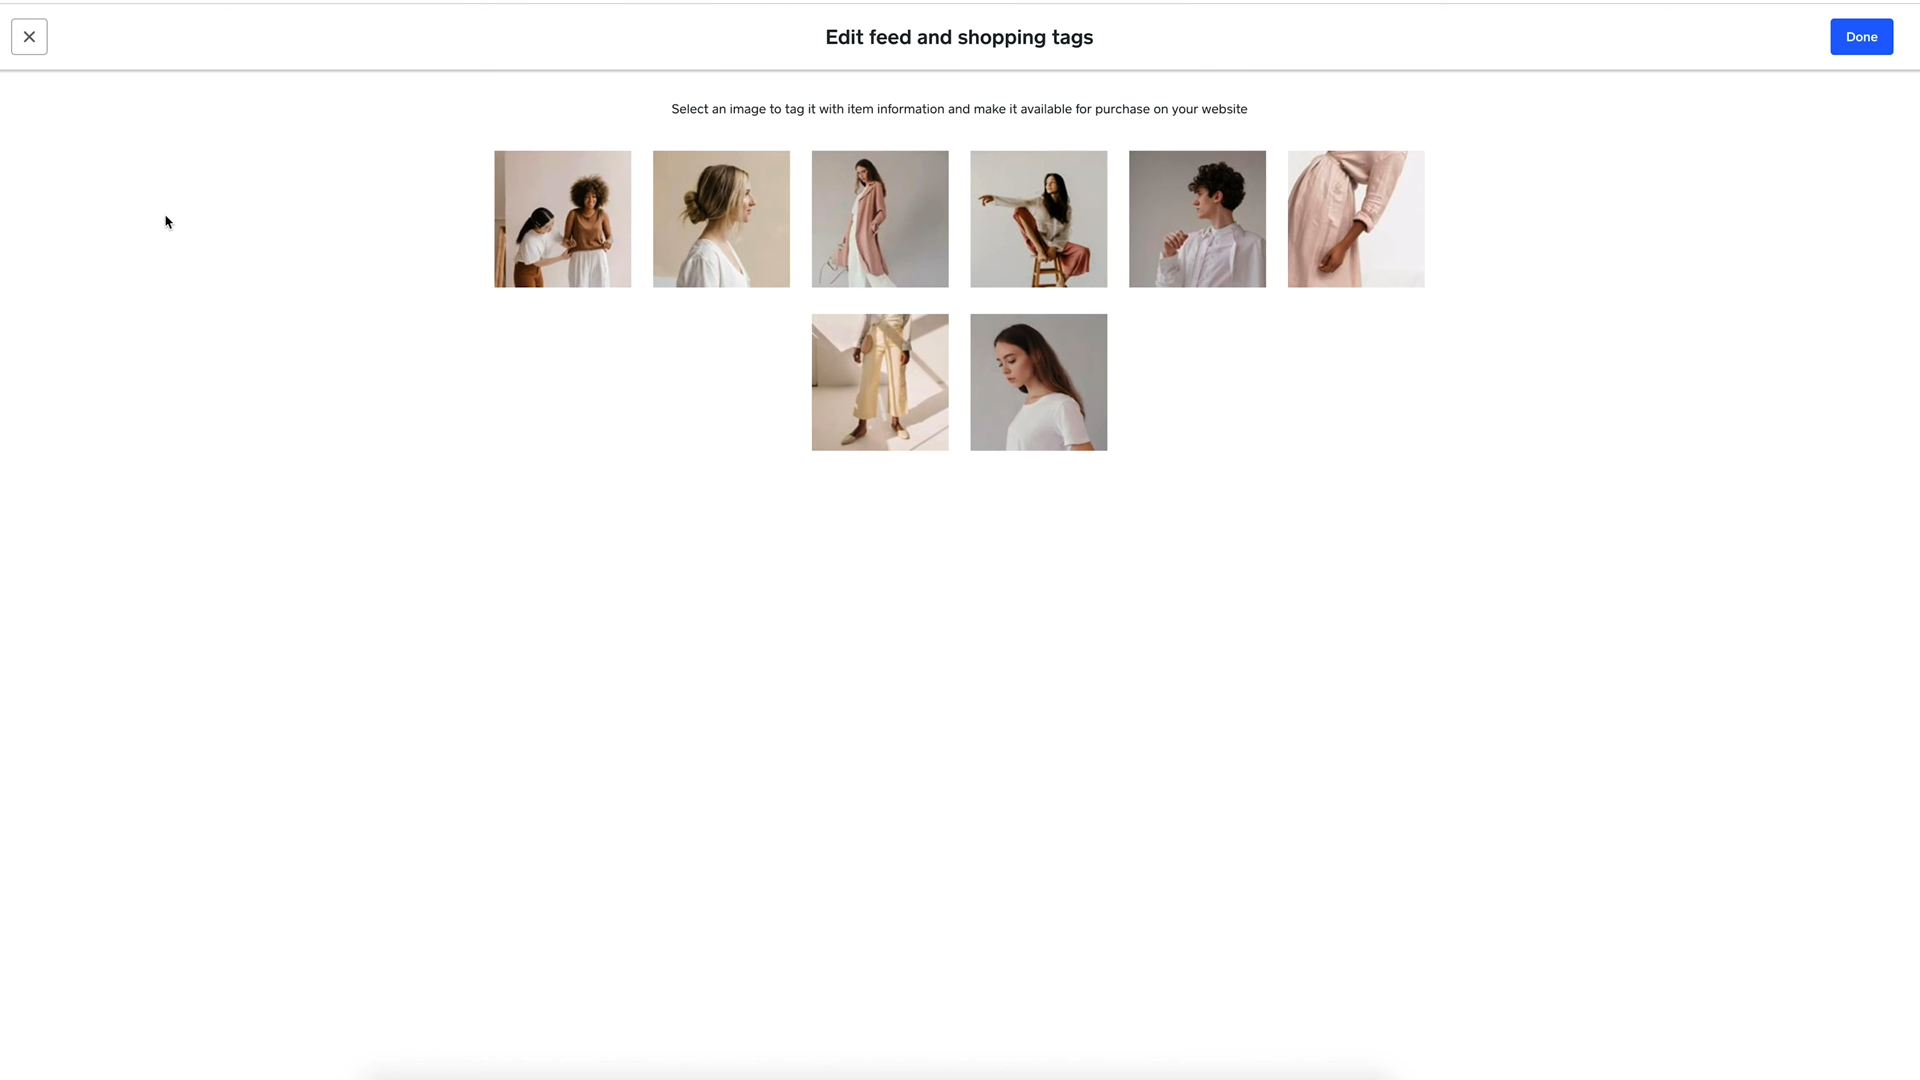 Edit feed and shopping tags
Done
Select an image to tag it with item information and make it available for purchase on your website